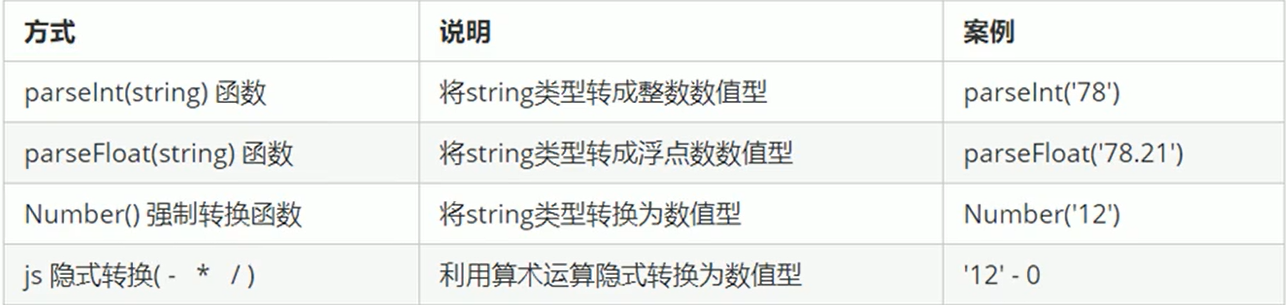 方式 说明 案例
parseInt(string) 函数 将string类型转成整数数值型 parseInt('78')
parseFloat(string) 函数 将string类型转成浮点数数值型 parseFloat('78.21')
Number() 强制转换函数 将string类型转换为数值型 Number('12')
js 隐式转换( - * / ) 利用算术运算隐式转换为数值型 '12' - 0